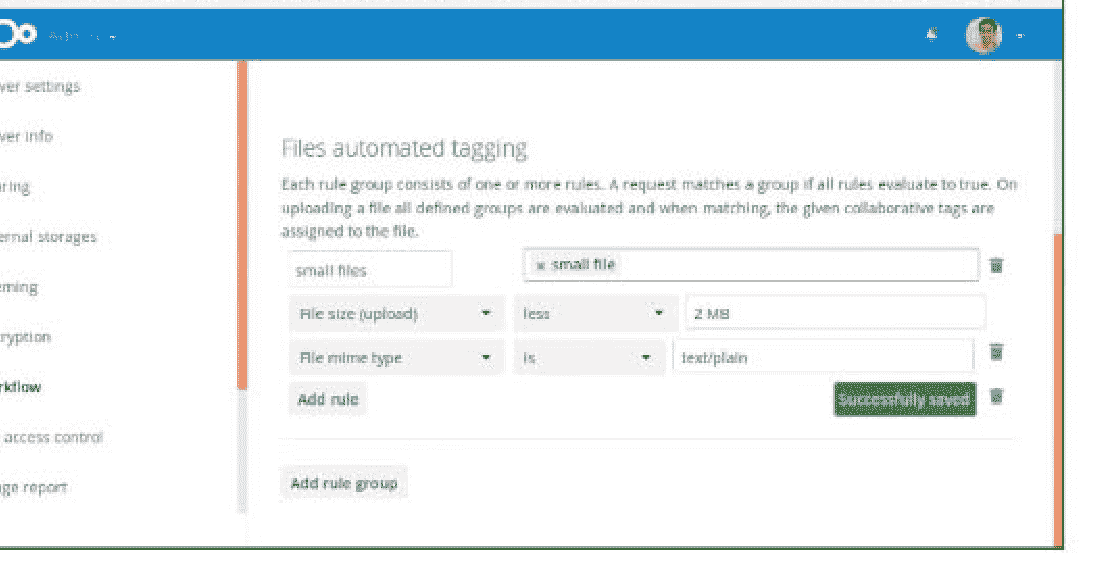 ver settings
ver info
ring
ernal storages
eming
ryption
rkflow
access control
ge report
Files automated tagging
Each rule group consists of one or more rules. A request matches a group if all rules evaluate to true. On
uploading a file all defined groups are evaluated and when matching, the given collaborative tags are
assigned to the file.
small files
× small file
File size (upload) less 2 MB
File mime type is text/plain
Add rule Successfully saved
Add rule group